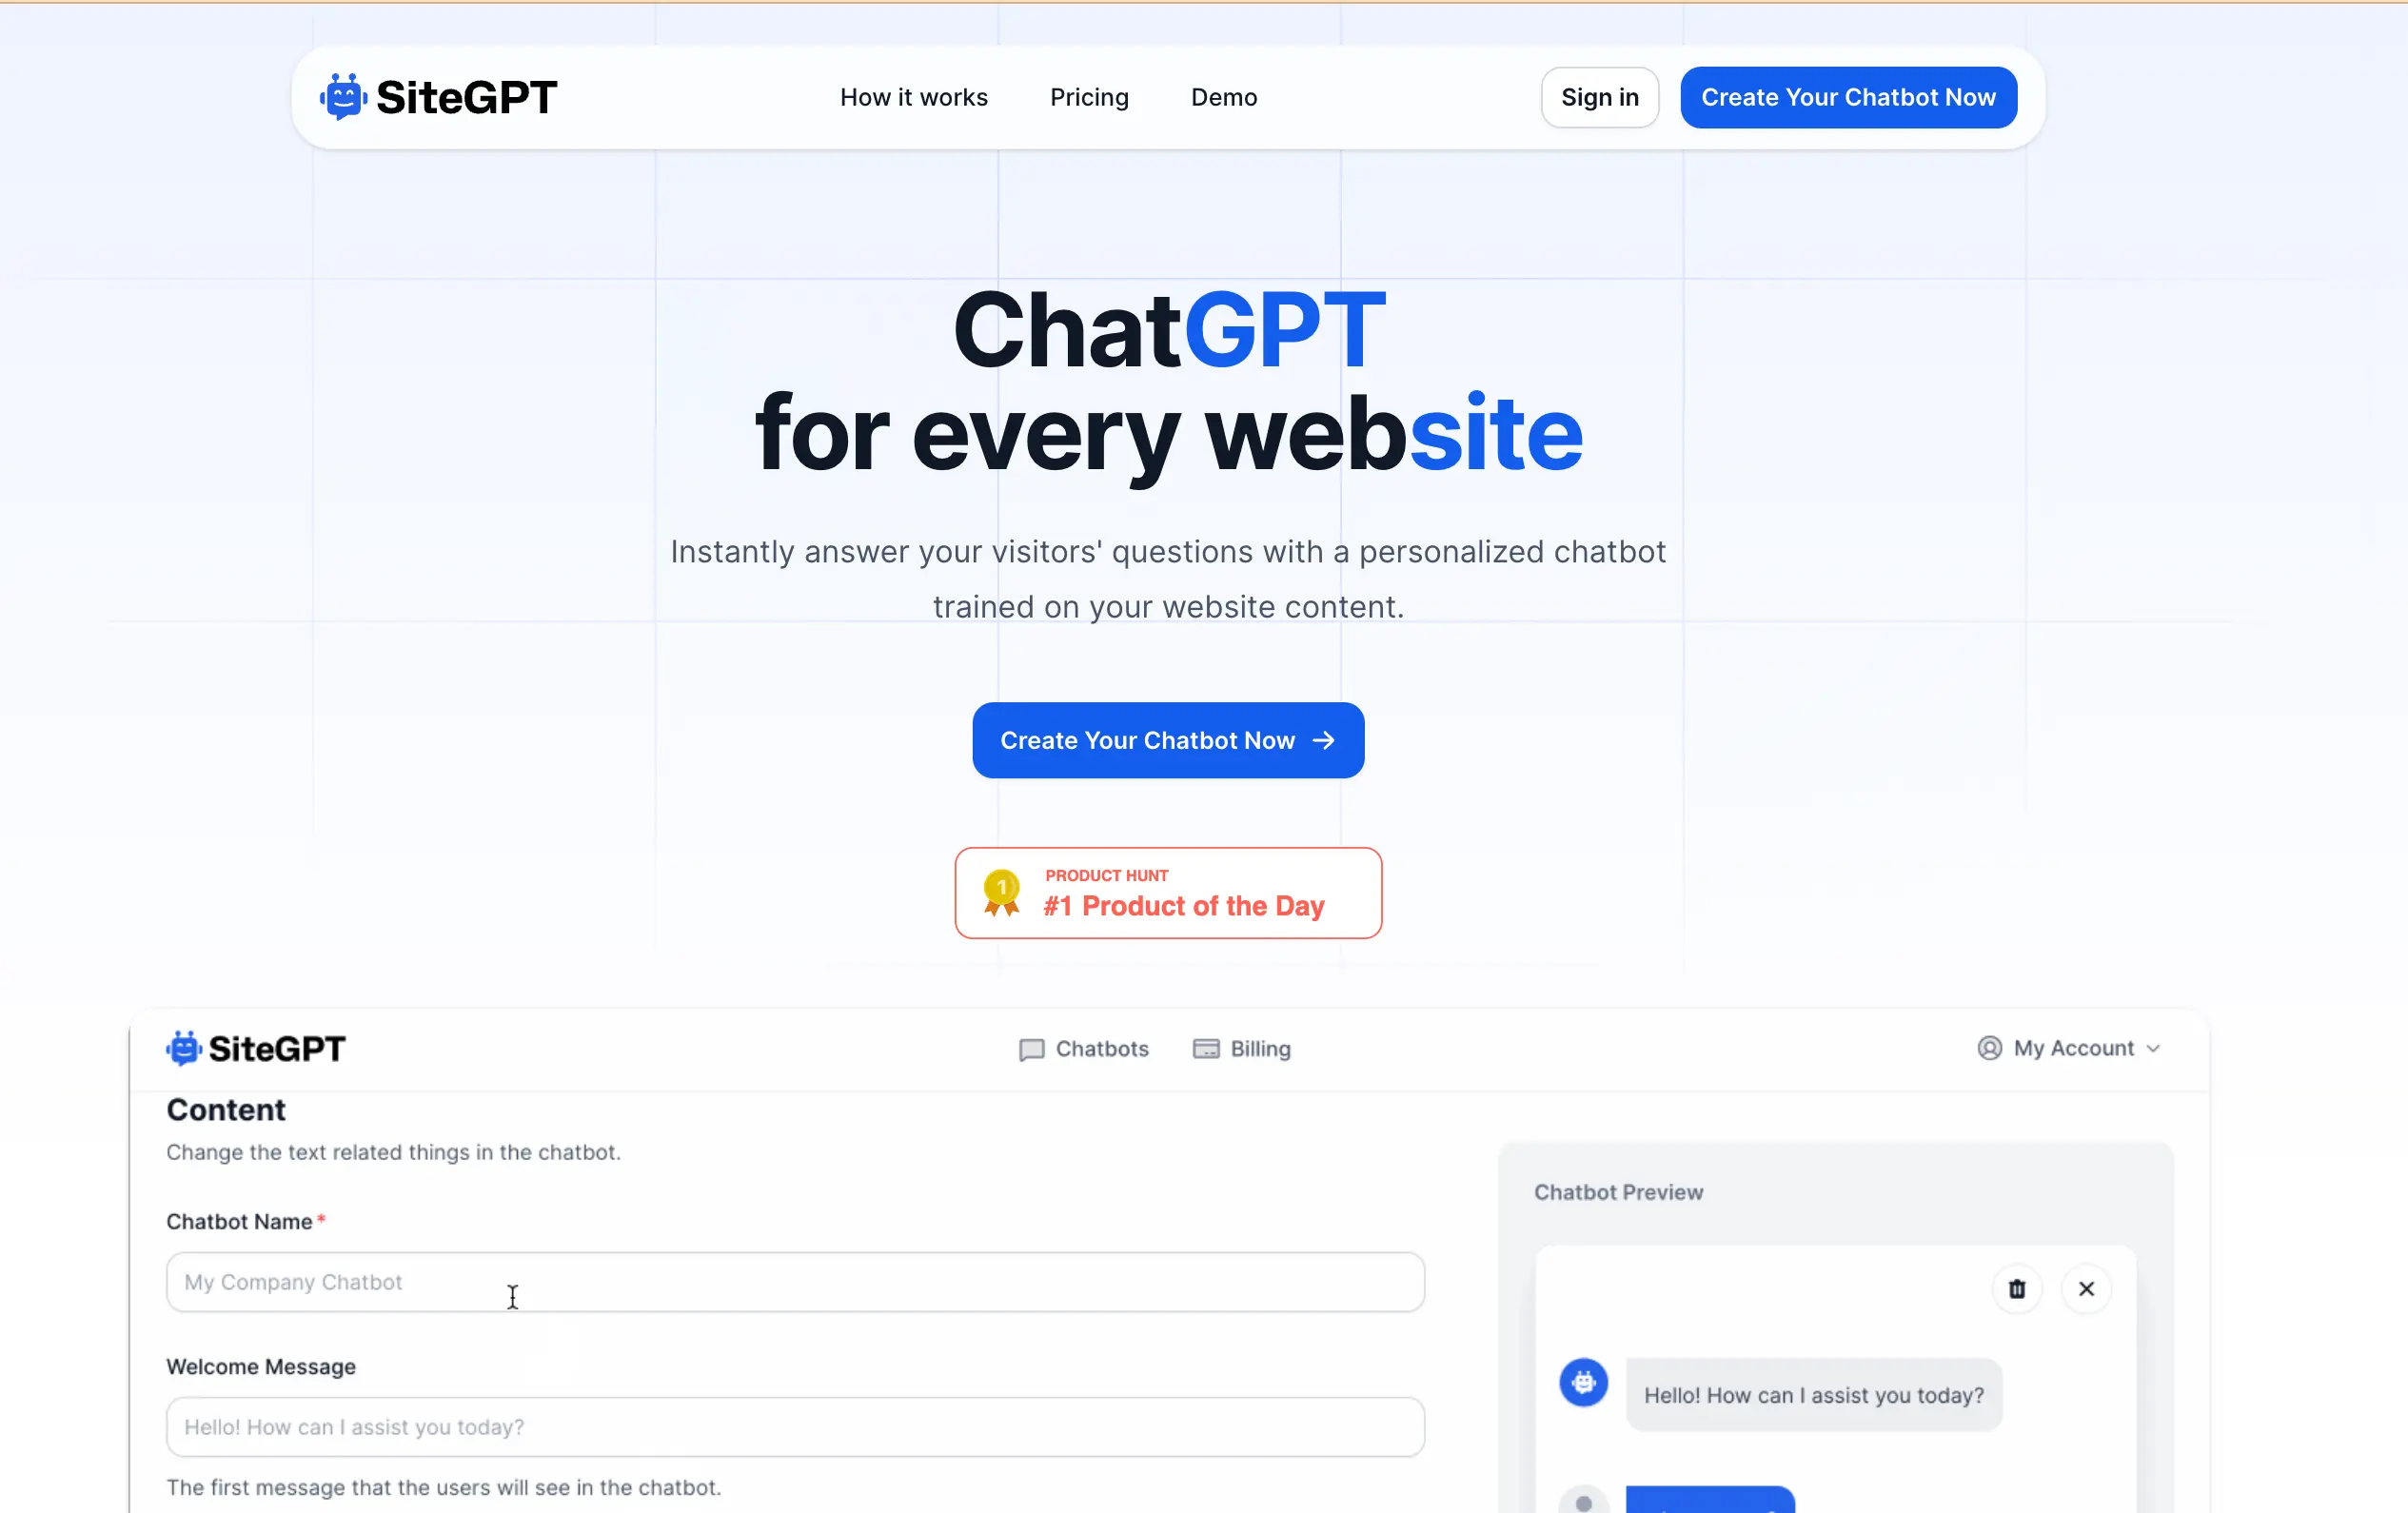 SiteGPT
How it works
Pricing
Demo
Sign in
Create Your Chatbot Now
ChatGPT
for every website
Instantly answer your visitors' questions with a personalized chatbot
trained on your website content.
Create Your Chatbot Now →
1
PRODUCT HUNT
#1 Product of the Day
SiteGPT
Chatbots
Billing
My Account
Content
Change the text related things in the chatbot.
Chatbot Name*
My Company Chatbot
Welcome Message
Hello! How can I assist you today?
The first message that the users will see in the chatbot.
Chatbot Preview
Hello! How can I assist you today?